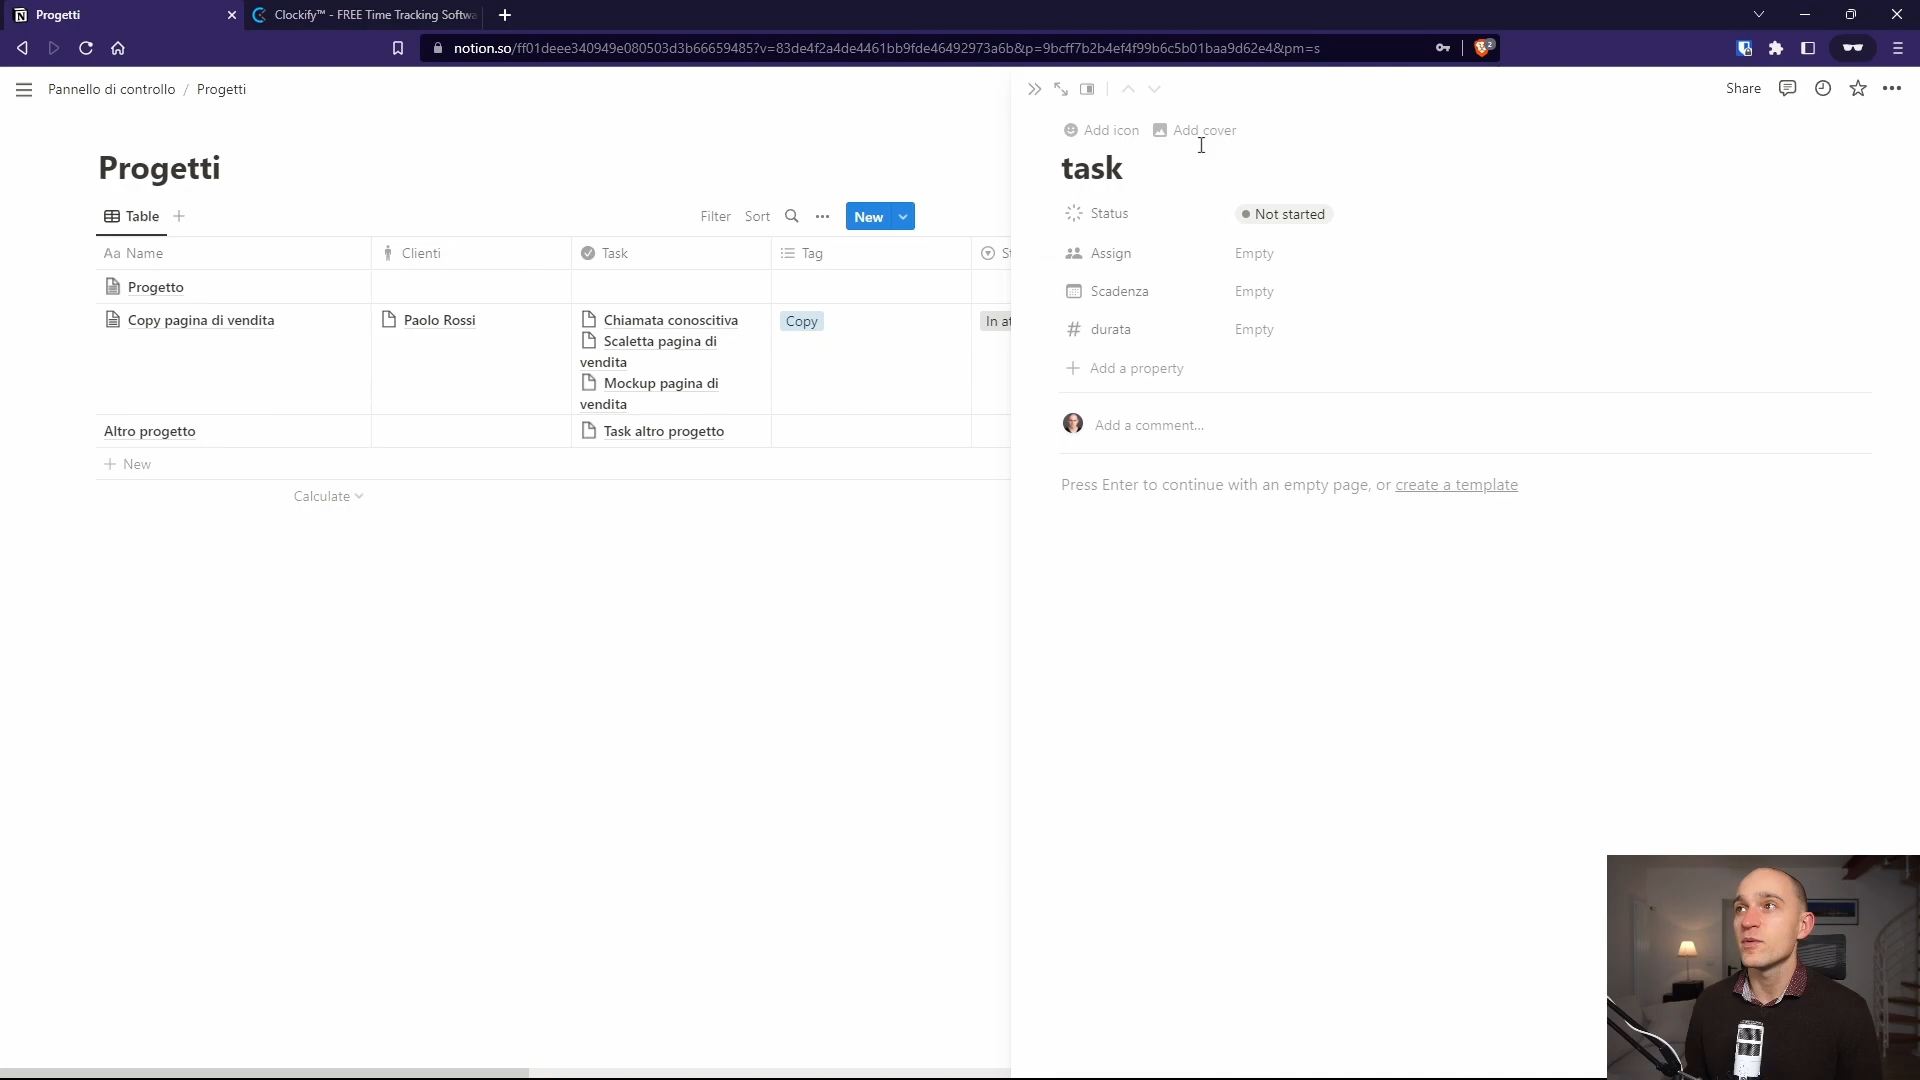 Progetti
Clockify™ - FREE Time Tracking Softwa
notion.so/ff01deee340949e080503d3b66659485?v=83de4f2a4de4461bb9fde46492973a6b&p=9bcff7b2b4ef4f99b6c5b01baa9d62e4&pm=s
2
Pannello di controllo / Progetti
Share
Add icon Add cover
Progetti
task
Table
Filter Sort New
Status Not started
Aa Name Clienti Task Tag St
Assign Empty
Progetto
Scadenza Empty
Copy pagina di vendita Paolo Rossi Chiamata conoscitiva Copy In at
Scaletta pagina di
vendita
Mockup pagina di
vendita
durata Empty
Add a property
Altro progetto Task altro progetto
Add a comment...
New
Calculate
Press Enter to continue with an empty page, or create a template